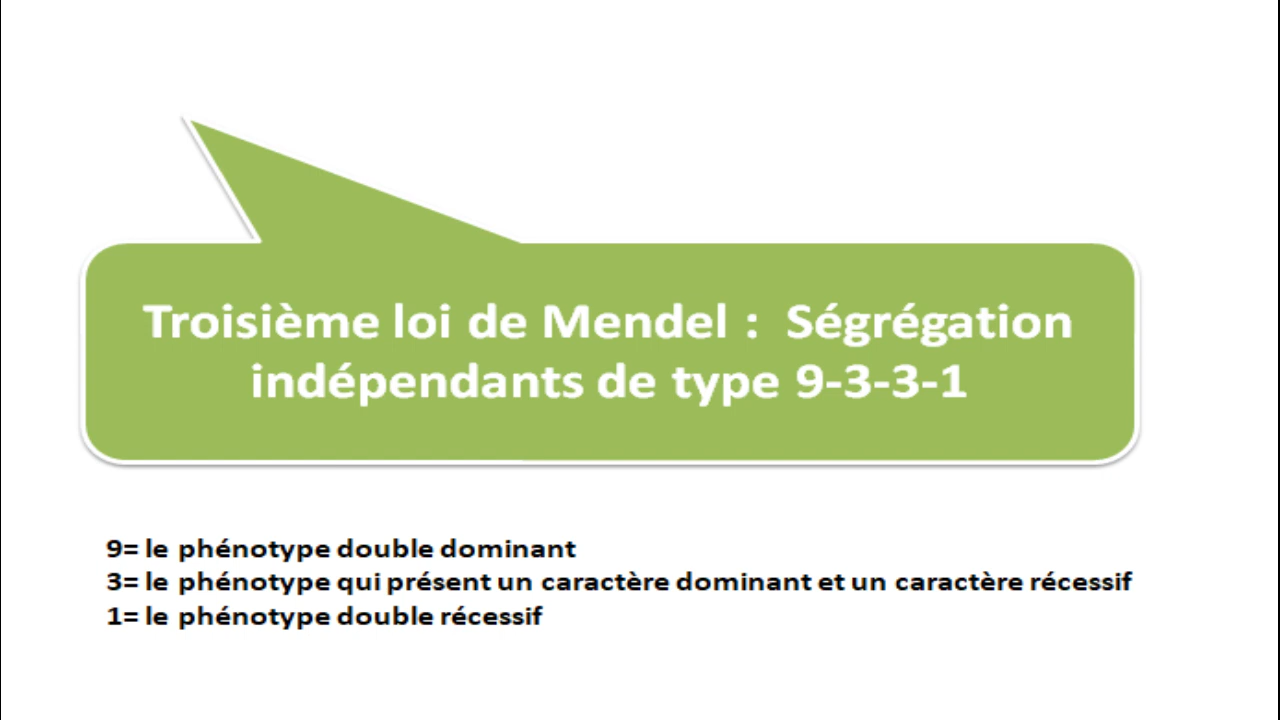 Troisième loi de Mendel : Ségrégation
indépendants de type 9-3-3-1
9= le phénotype double dominant
3= le phénotype qui présent un caractère dominant et un caractère récessif
1= le phénotype double récessif